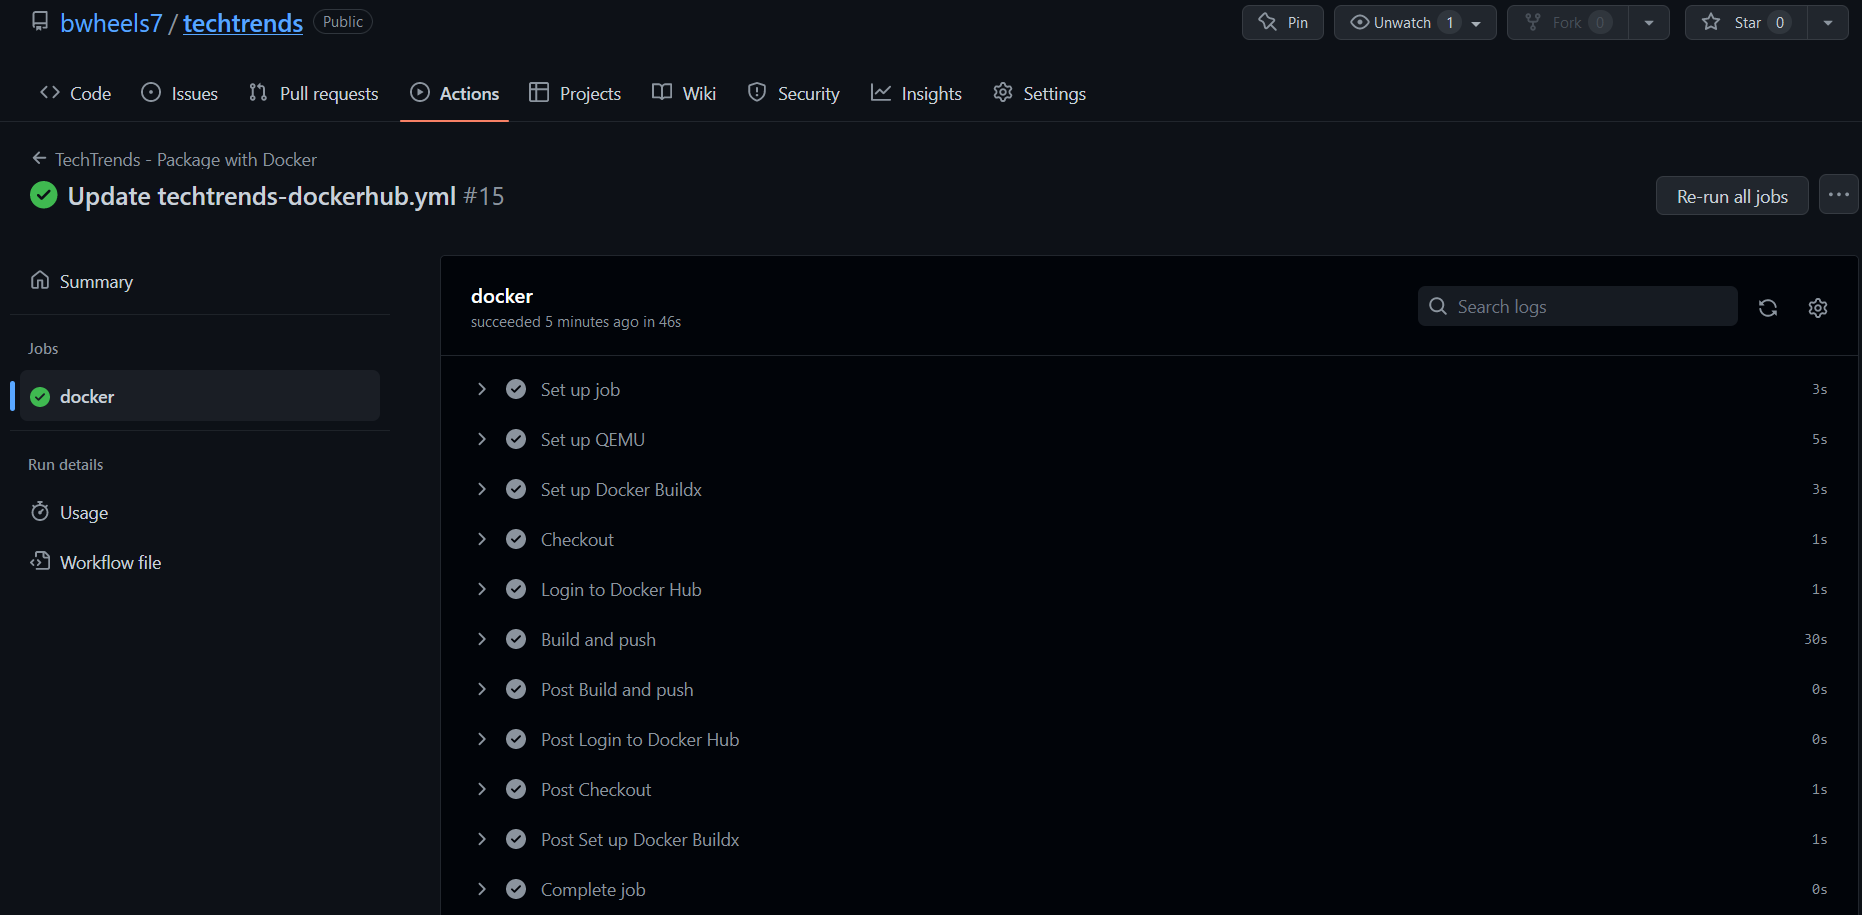 bwheels7 / techtrends Public Pin Unwatch 1 Fork 0 Star 0
Code Issues Pull requests Actions Projects Wiki Security Insights Settings
TechTrends - Package with Docker
Update techtrends-dockerhub.yml #15
Re-run all jobs
Summary
Jobs
docker
Run details
Usage
Workflow file
docker
succeeded 5 minutes ago in 46s
Search logs
Set up job 3s
Set up QEMU 5s
Set up Docker Buildx 3s
Checkout 1s
Login to Docker Hub 1s
Build and push 30s
Post Build and push 0s
Post Login to Docker Hub 0s
Post Checkout 1s
Post Set up Docker Buildx 1s
Complete job 0s